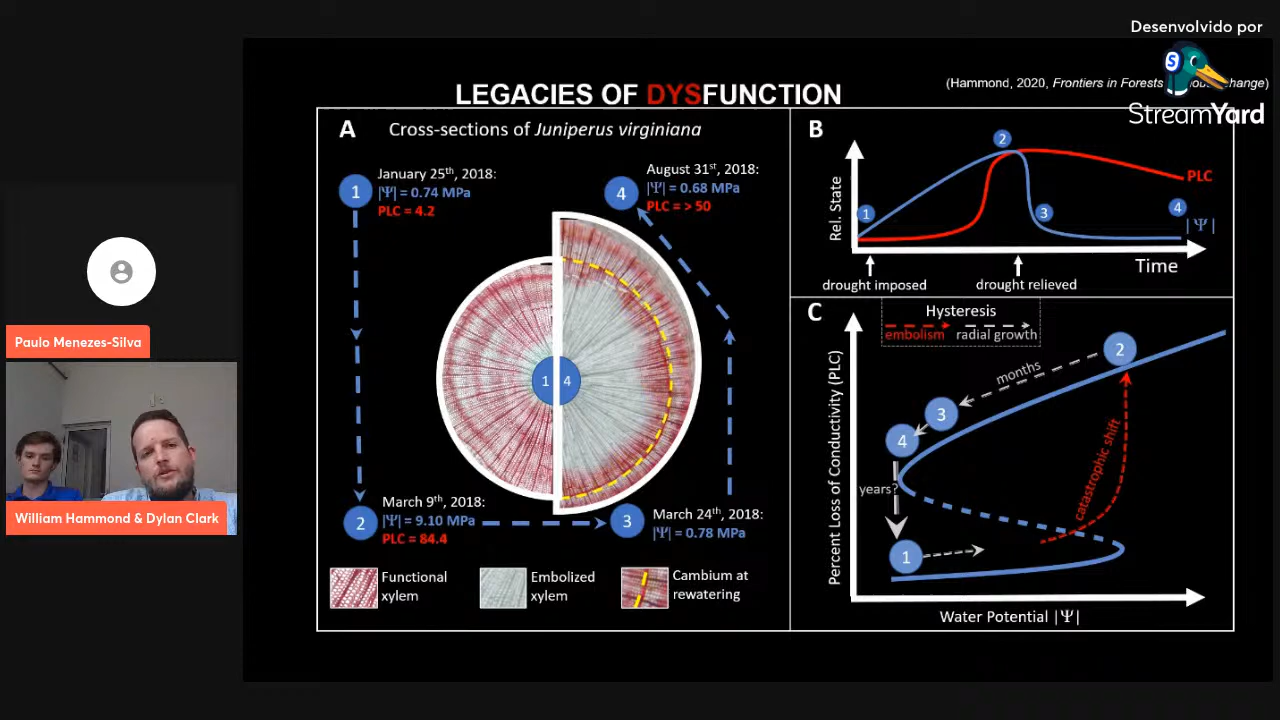 Desenvolvido por
StreamYard
S
LEGACIES OF DYSFUNCTION
(Hammond, 2020, Frontiers in Forests
hange)
A
Cross-sections of Juniperus virginiana
1
January 25th, 2018:
|Ψ| = 0.74 MPa
PLC = 4.2
4
August 31st, 2018:
|Ψ| = 0.68 MPa
PLC = > 50
1
4
2
March 9th, 2018:
|Ψ| = 9.10 MPa
PLC = 84.4
3
March 24th, 2018:
|Ψ| = 0.78 MPa
Functional
xylem
Embolized
xylem
Cambium at
rewatering
B
Rel. State
1
2
3
4
PLC
|Ψ|
Time
drought imposed
drought relieved
C
Hysteresis
embolism
radial growth
Percent Loss of Conductivity (PLC)
2
months
3
4
years?
catastrophic shift
1
Water Potential |Ψ|
Paulo Menezes-Silva
William Hammond & Dylan Clark